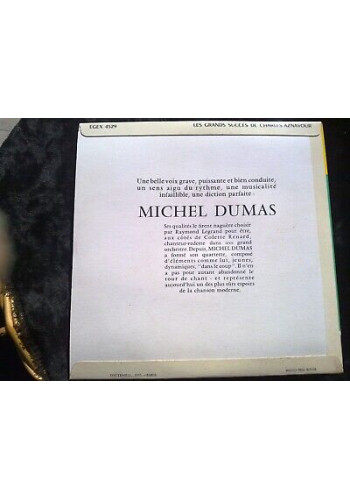 EGEX 4529
LES GRANDS SUCCÈS DE CHARLES AZNAVOUR
Une belle voix grave, puissante et bien conduite,
un sens aigu du rythme, une musicalité
infaillible, une diction parfaite :
MICHEL DUMAS
Ses qualités le firent naguère choisir
par Raymond Legrand pour être,
aux côtés de Colette Renard,
chanteur-vedette dans son grand
orchestre Depuis, MICHEL DUMAS
a formé son quartette, composé
d'éléments comme lui, jeunes,
dynamiques, "dans le coup". Il n'en
a pas pour autant abandonné le
tour de chant - et représente
aujourd'hui un des plus sûrs espoirs
de la chanson moderne.